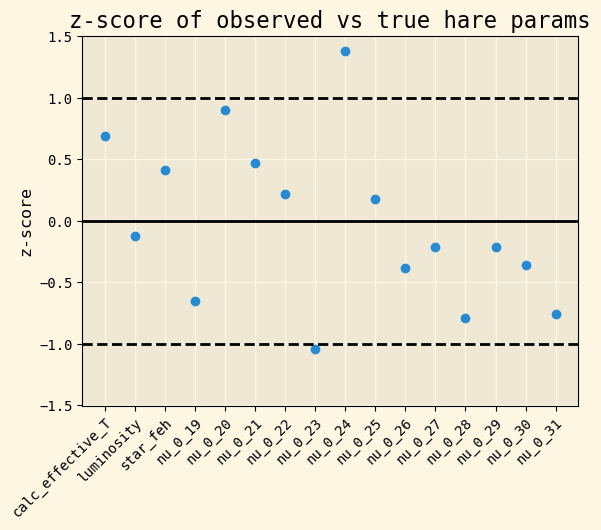 z-score of observed vs true hare params
1.5
1.0
0.5
0.0
−0.5
−1.0
−1.5
z-score
calc_effective_T
luminosity
star_feh
nu_0_19
nu_0_20
nu_0_21
nu_0_22
nu_0_23
nu_0_24
nu_0_25
nu_0_26
nu_0_27
nu_0_28
nu_0_29
nu_0_30
nu_0_31